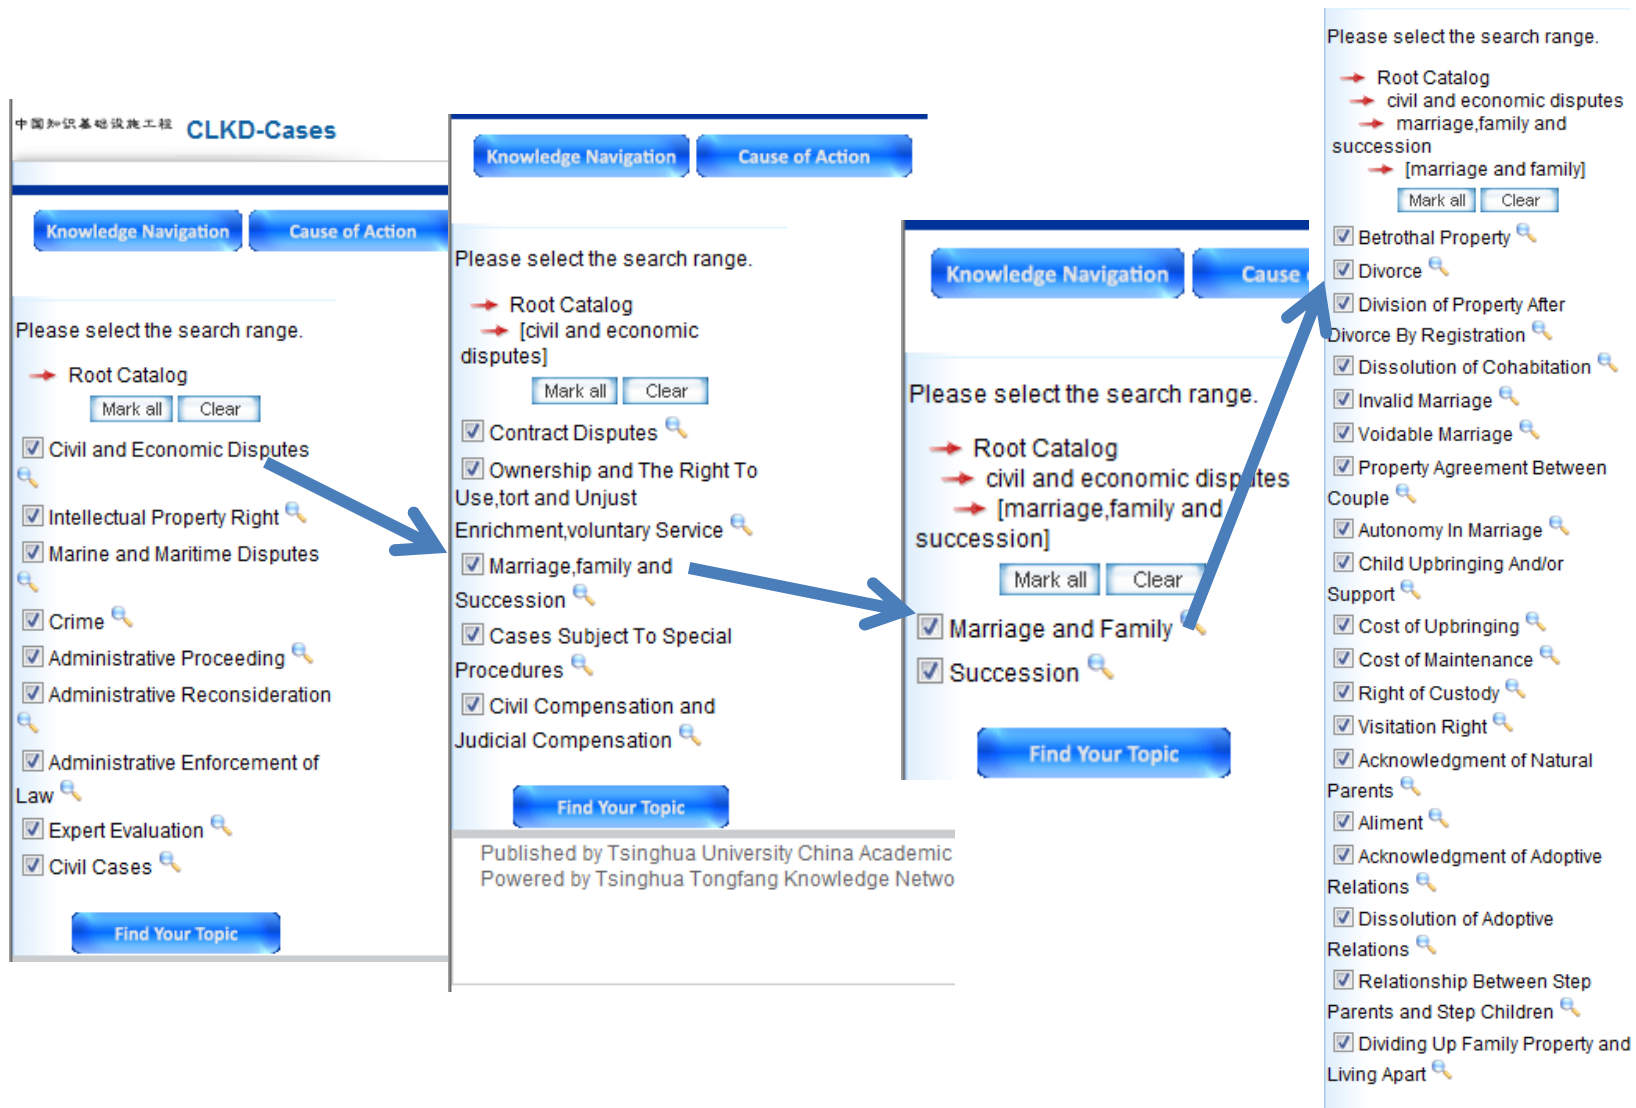 中国知识基础设施工程 CLKD-Cases
Knowledge Navigation Cause of Action
Please select the search range.
Root Catalog
Mark all Clear
Civil and Economic Disputes
Intellectual Property Right
Marine and Maritime Disputes
Crime
Administrative Proceeding
Administrative Reconsideration
Administrative Enforcement of
Law
Expert Evaluation
Civil Cases
Find Your Topic
Knowledge Navigation Cause of Action
Please select the search range.
Root Catalog
[civil and economic
disputes]
Mark all Clear
Contract Disputes
Ownership and The Right To
Use,tort and Unjust
Enrichment,voluntary Service
Marriage,family and
Succession
Cases Subject To Special
Procedures
Civil Compensation and
Judicial Compensation
Find Your Topic
Published by Tsinghua University China Academic
Powered by Tsinghua Tongfang Knowledge Netwo
Knowledge Navigation Cause
Please select the search range.
Root Catalog
civil and economic disputes
[marriage,family and
succession]
Mark all Clear
Marriage and Family
Succession
Find Your Topic
Please select the search range.
Root Catalog
civil and economic disputes
marriage,family and
succession
[marriage and family]
Mark all Clear
Betrothal Property
Divorce
Division of Property After
Divorce By Registration
Dissolution of Cohabitation
Invalid Marriage
Voidable Marriage
Property Agreement Between
Couple
Autonomy In Marriage
Child Upbringing And/or
Support
Cost of Upbringing
Cost of Maintenance
Right of Custody
Visitation Right
Acknowledgment of Natural
Parents
Aliment
Acknowledgment of Adoptive
Relations
Dissolution of Adoptive
Relations
Relationship Between Step
Parents and Step Children
Dividing Up Family Property and
Living Apart